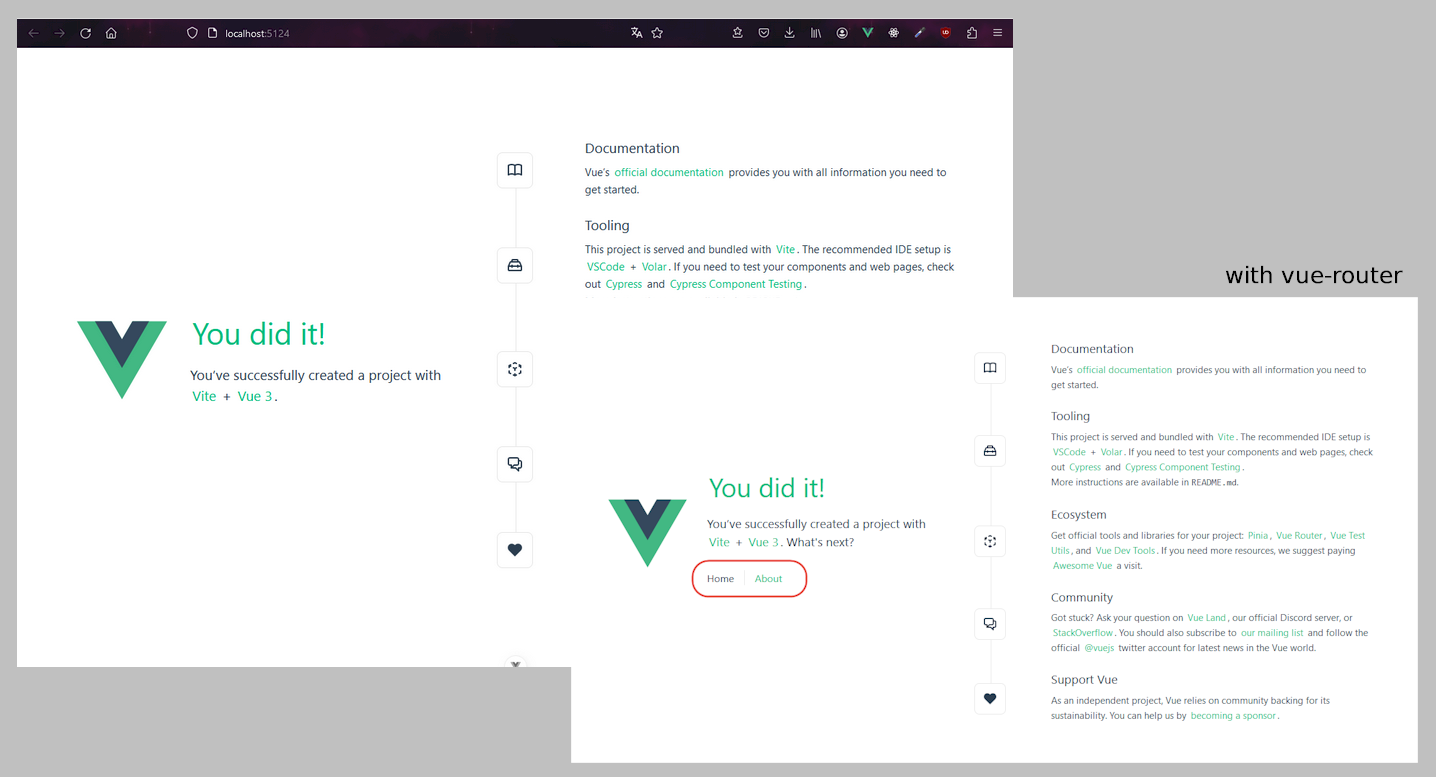 localhost:5124
Documentation
Vue's official documentation provides you with all information you need to
get started.
Tooling
This project is served and bundled with Vite. The recommended IDE setup is
VSCode + Volar. If you need to test your components and web pages, check
out Cypress and Cypress Component Testing.
You did it!
You've successfully created a project with
Vite + Vue 3.
with vue-router
You did it!
You've successfully created a project with
Vite + Vue 3. What's next?
Home About
Documentation
Vue's official documentation provides you with all information you need to
get started.
Tooling
This project is served and bundled with Vite. The recommended IDE setup is
VSCode + Volar. If you need to test your components and web pages, check
out Cypress and Cypress Component Testing.
More instructions are available in README.md.
Ecosystem
Get official tools and libraries for your project: Pinia, Vue Router, Vue Test
Utils, and Vue Dev Tools. If you need more resources, we suggest paying
Awesome Vue a visit.
Community
Got stuck? Ask your question on Vue Land, our official Discord server, or
StackOverflow. You should also subscribe to our mailing list and follow the
official @vuejs twitter account for latest news in the Vue world.
Support Vue
As an independent project, Vue relies on community backing for its
sustainability. You can help us by becoming a sponsor.